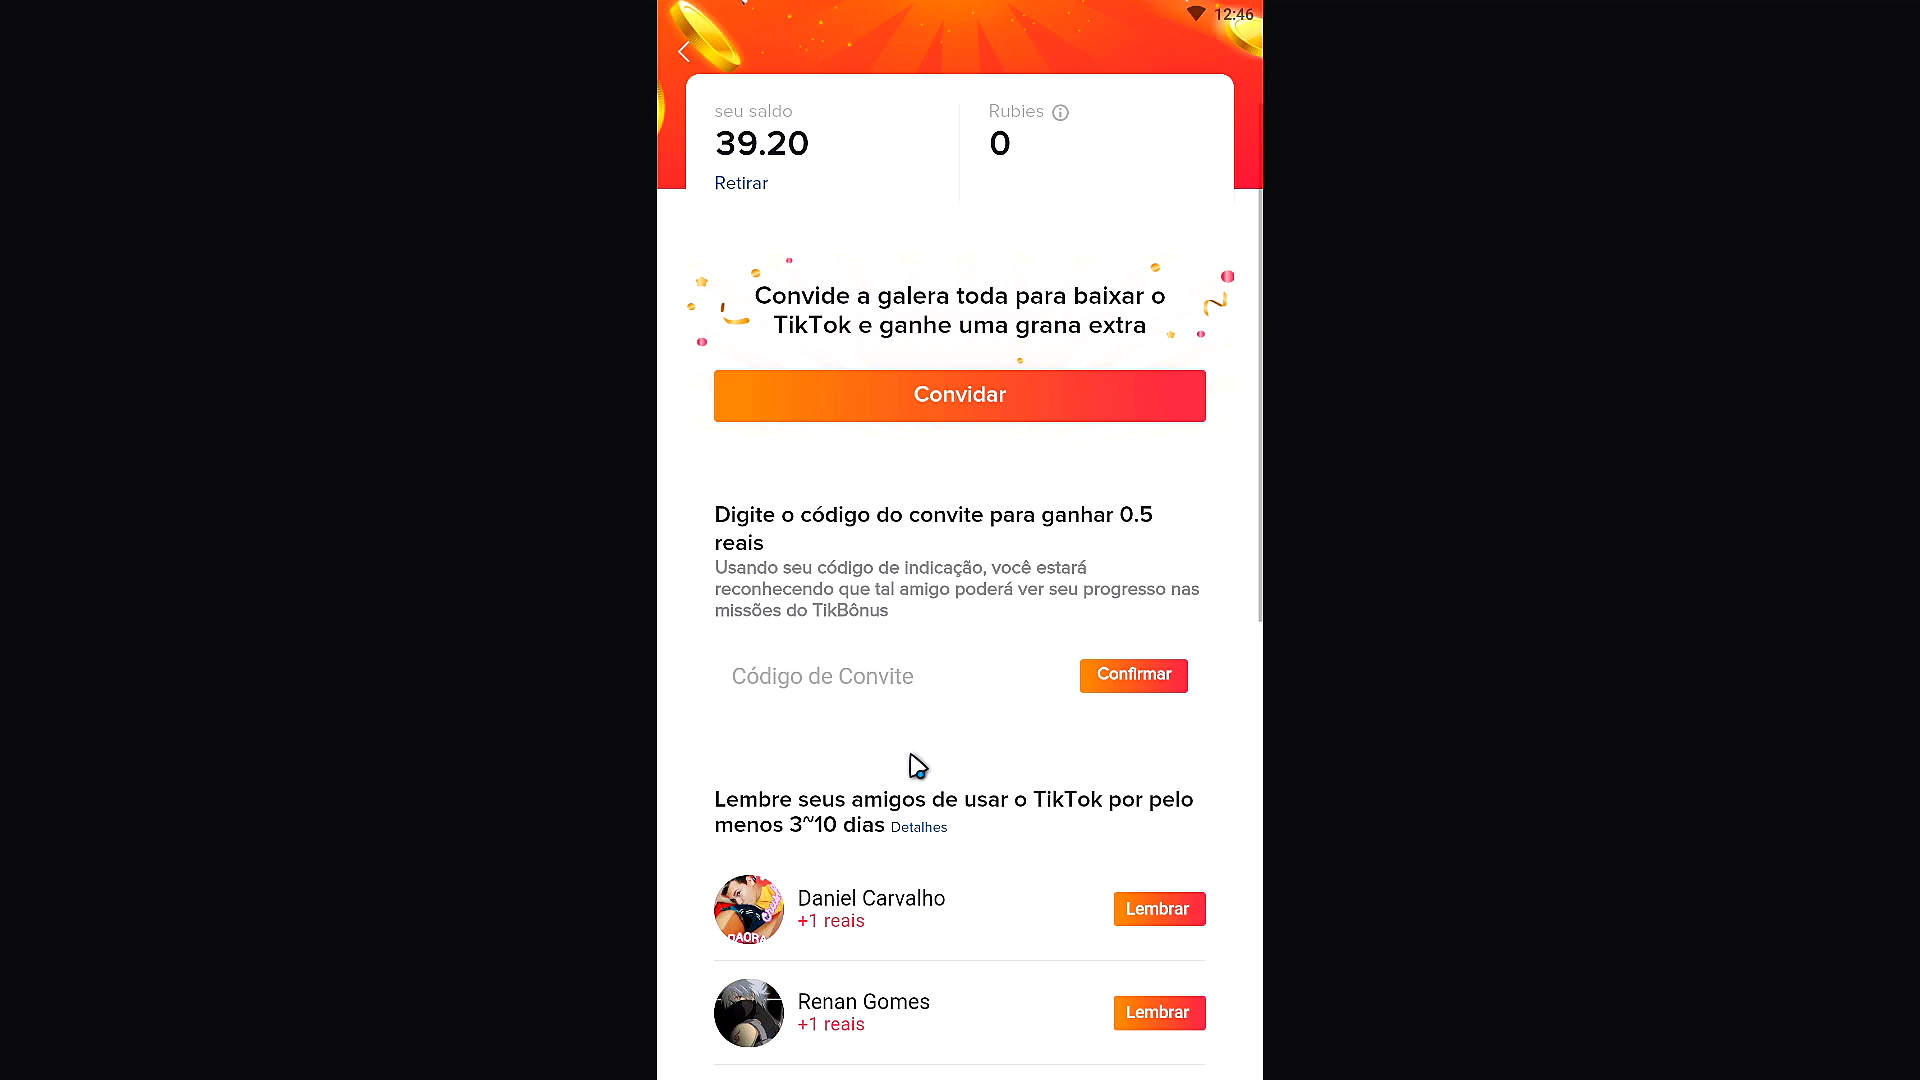 12:46
seu saldo
39.20
Retirar
Rubies
0
Convide a galera toda para baixar o
TikTok e ganhe uma grana extra
Convidar
Digite o código do convite para ganhar 0.5
reais
Usando seu código de indicação, você estará
reconhecendo que tal amigo poderá ver seu progresso nas
missões do TikBônus
Código de Convite
Confirmar
Lembre seus amigos de usar o TikTok por pelo
menos 3~10 dias Detalhes
Daniel Carvalho
+1 reais
Lembrar
Renan Gomes
+1 reais
Lembrar